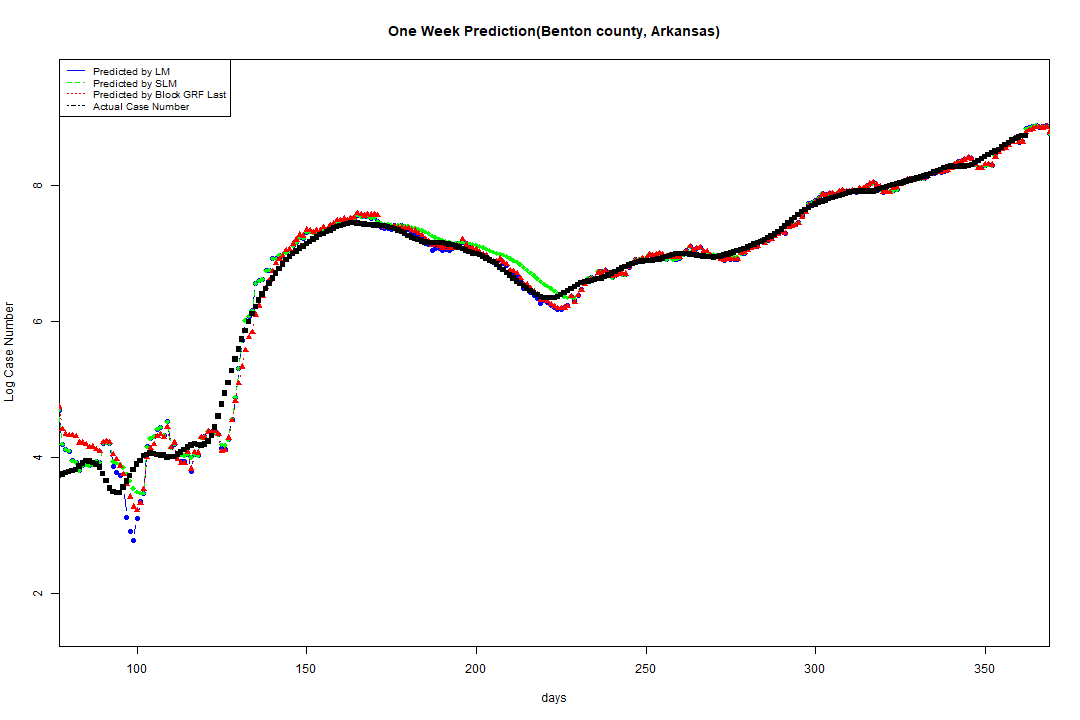 One Week Prediction(Benton county, Arkansas)
Predicted by LM
Predicted by SLM
Predicted by Block GRF Last
Actual Case Number
Log Case Number
8
6
4
2
100 150 200 250 300 350
days